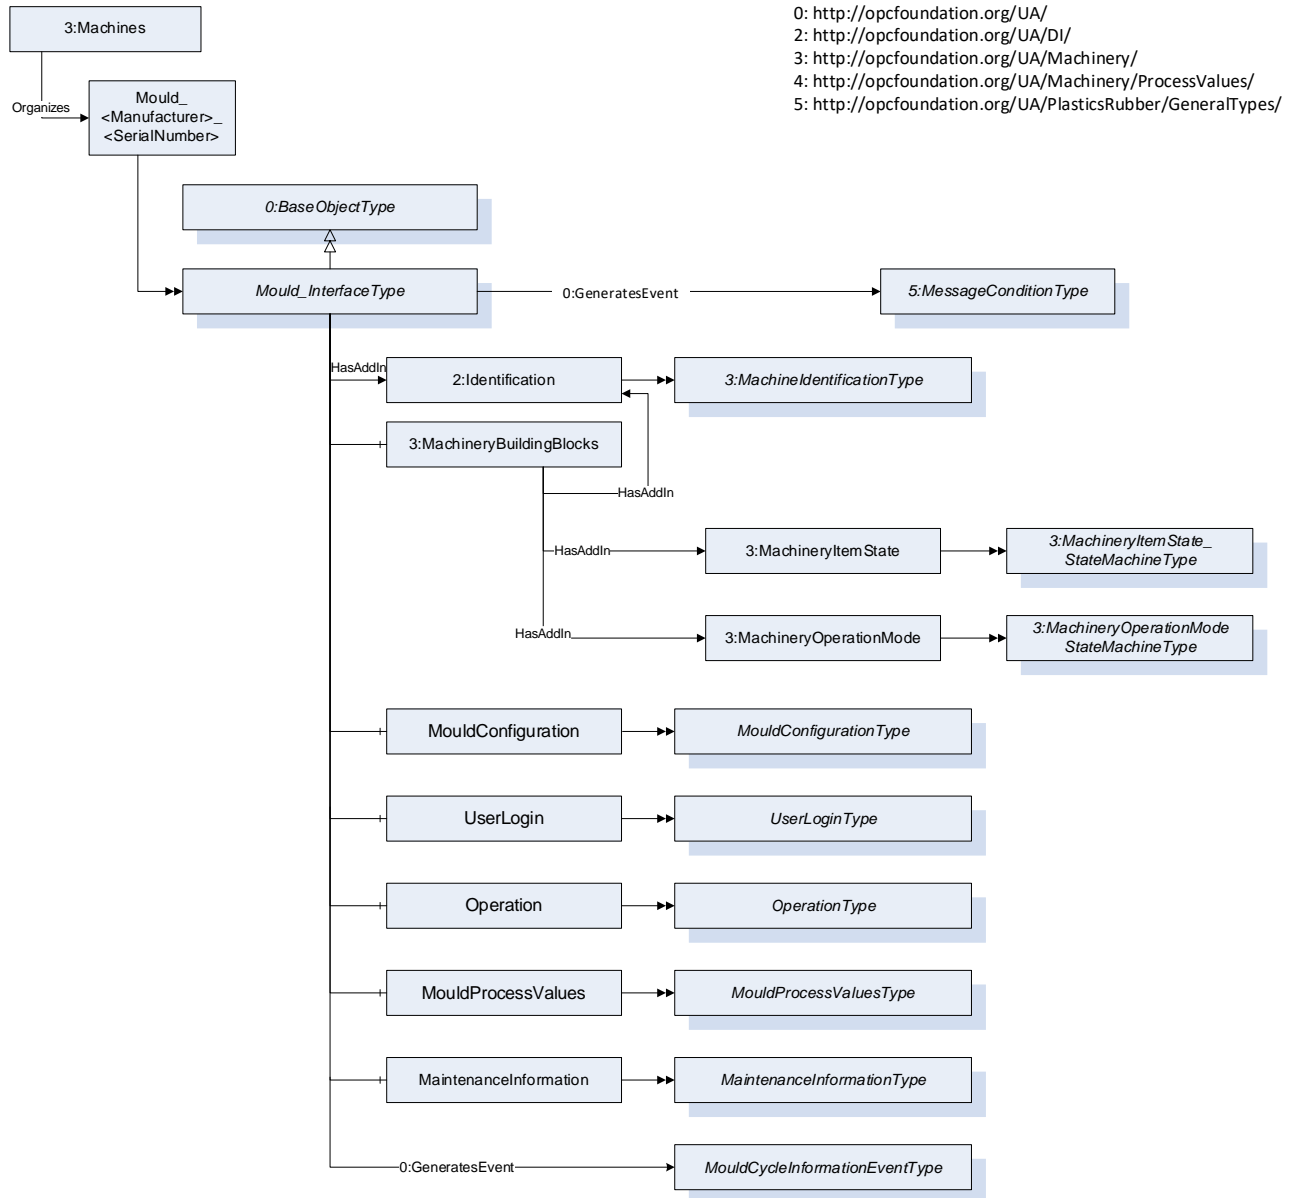 3:Machines
0: http://opcfoundation.org/UA/
2: http://opcfoundation.org/UA/DI/
3: http://opcfoundation.org/UA/Machinery/
4: http://opcfoundation.org/UA/Machinery/ProcessValues/
5: http://opcfoundation.org/UA/PlasticsRubber/GeneralTypes/
Organizes
Mould_
<Manufacturer>_
<SerialNumber>
0:BaseObjectType
Mould_InterfaceType
0:GeneratesEvent
5:MessageConditionType
HasAddIn
2:Identification
3:MachineIdentificationType
3:MachineryBuildingBlocks
HasAddIn
HasAddIn
3:MachineryItemState
3:MachineryItemState_
StateMachineType
HasAddIn
3:MachineryOperationMode
3:MachineryOperationMode
StateMachineType
MouldConfiguration
MouldConfigurationType
UserLogin
UserLoginType
Operation
OperationType
MouldProcessValues
MouldProcessValuesType
MaintenanceInformation
MaintenanceInformationType
0:GeneratesEvent
MouldCycleInformationEventType